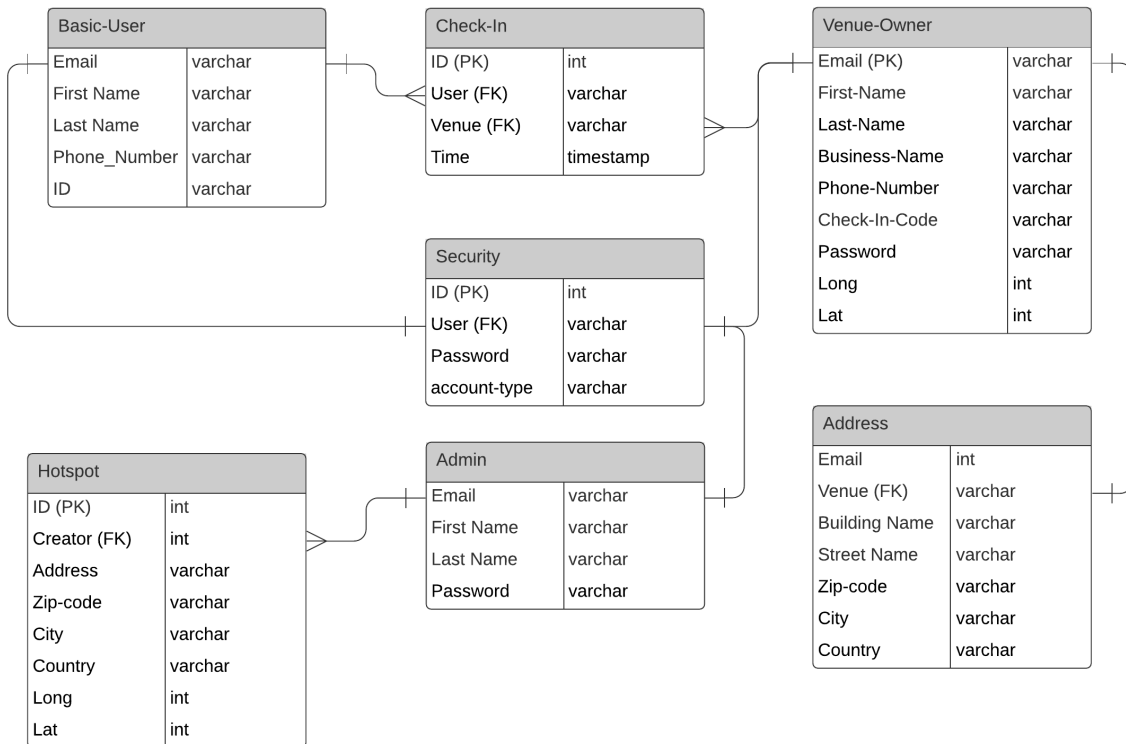 Basic-User
Email varchar
First Name varchar
Last Name varchar
Phone_Number varchar
ID varchar
Check-In
ID (PK) int
User (FK) varchar
Venue (FK) varchar
Time timestamp
Venue-Owner
Email (PK) varchar
First-Name varchar
Last-Name varchar
Business-Name varchar
Phone-Number varchar
Check-In-Code varchar
Password varchar
Long int
Lat int
Security
ID (PK) int
User (FK) varchar
Password varchar
account-type varchar
Hotspot
ID (PK) int
Creator (FK) int
Address varchar
Zip-code varchar
City varchar
Country varchar
Long int
Lat int
Admin
Email varchar
First Name varchar
Last Name varchar
Password varchar
Address
Email int
Venue (FK) varchar
Building Name varchar
Street Name varchar
Zip-code varchar
City varchar
Country varchar